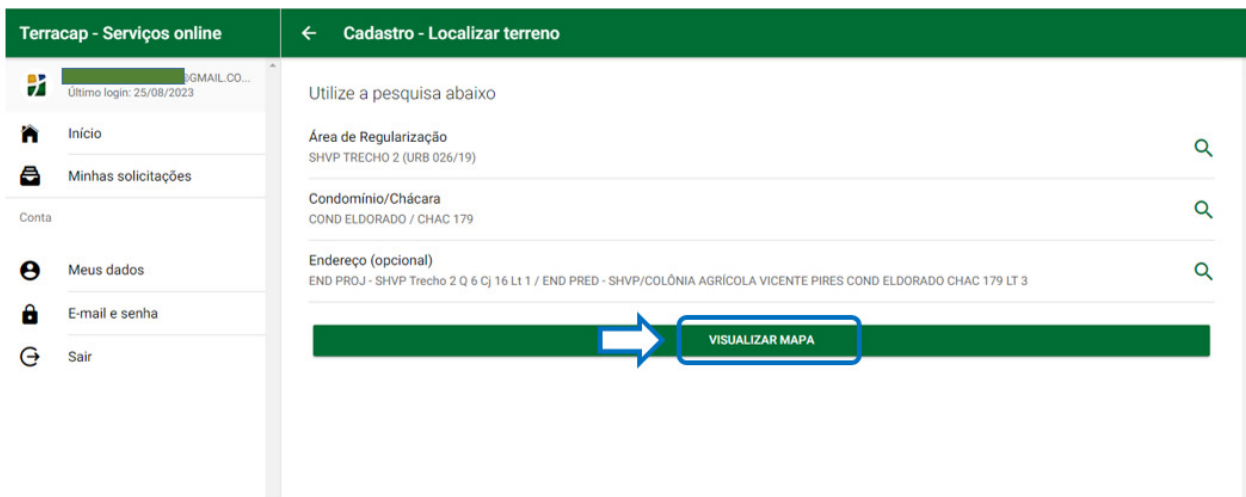 Terracap - Serviços online
Cadastro - Localizar terreno
@GMAIL.CO...
Último login: 25/08/2023
Início
Minhas solicitações
Conta
Meus dados
E-mail e senha
Sair
Utilize a pesquisa abaixo
Área de Regularização
SHVP TRECHO 2 (URB 026/19)
Condomínio/Chácara
COND ELDORADO / CHAC 179
Endereço (opcional)
END PROJ - SHVP Trecho 2 Q 6 Cj 16 Lt 1 / END PRED - SHVP/COLÔNIA AGRÍCOLA VICENTE PIRES COND ELDORADO CHAC 179 LT 3
VISUALIZAR MAPA